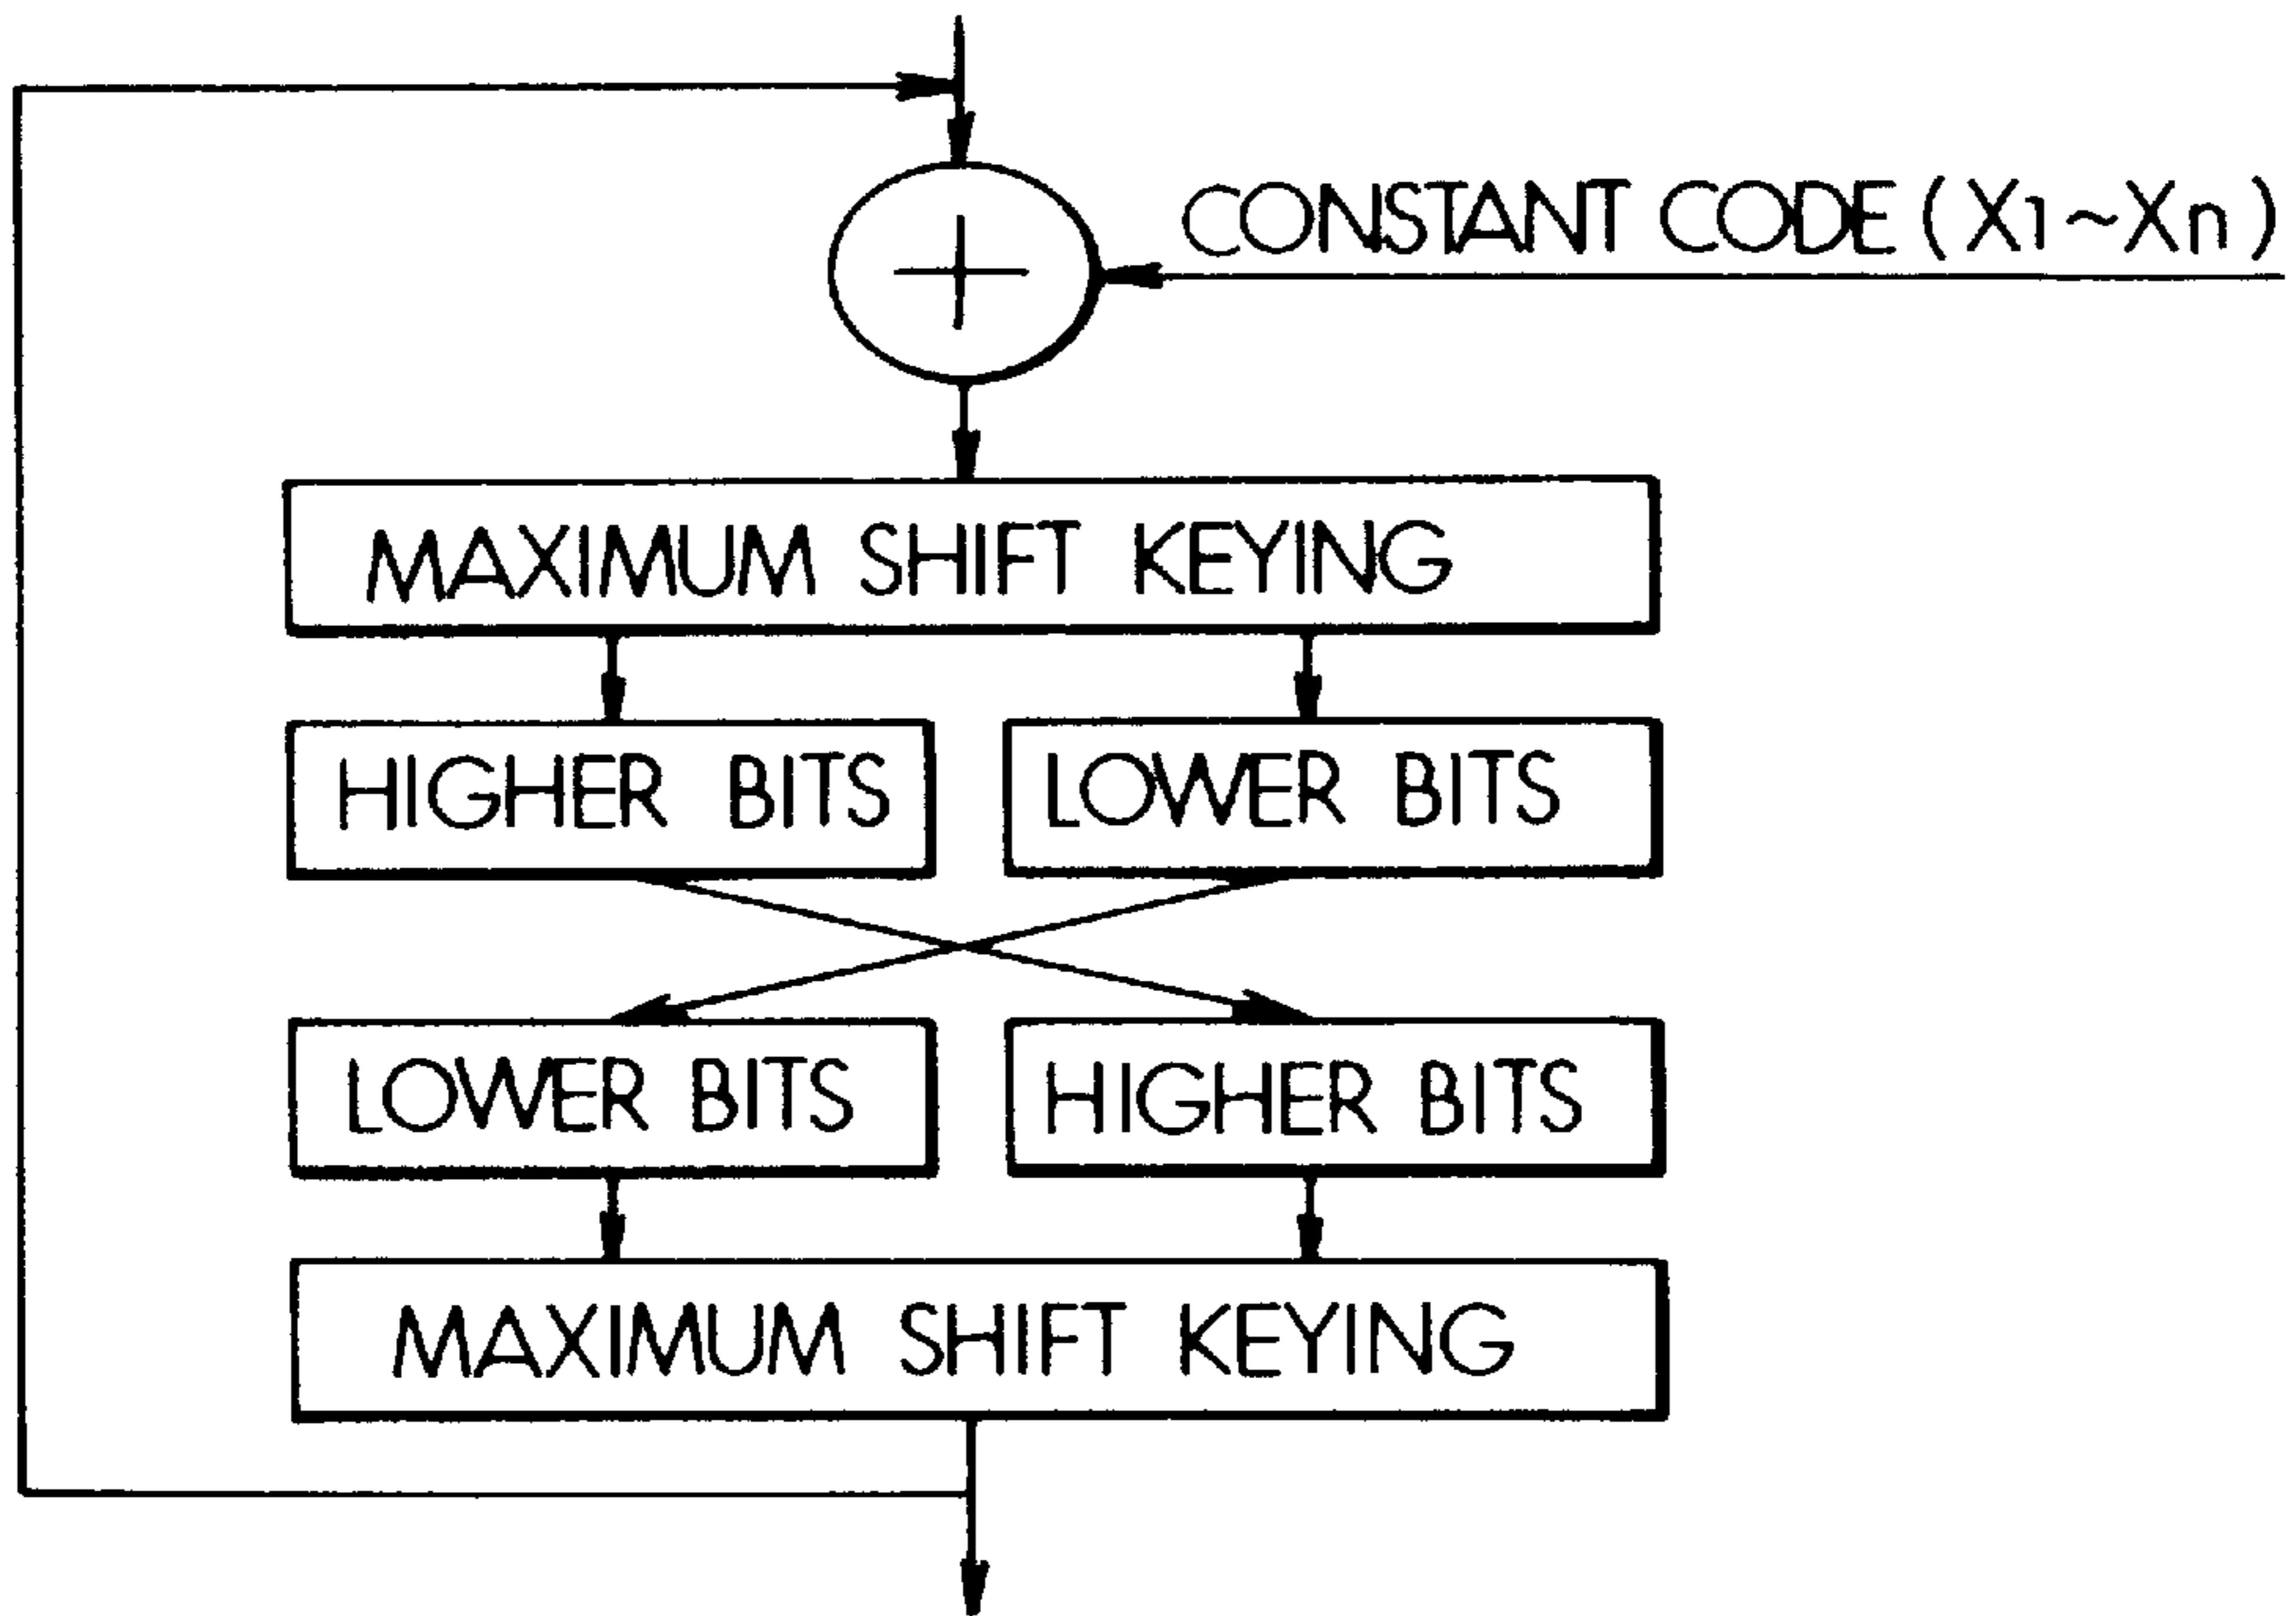 CONSTANT CODE (X1~Xn)
MAXIMUM SHIFT KEYING
HIGHER BITS
LOWER BITS
LOWER BITS
HIGHER BITS
MAXIMUM SHIFT KEYING